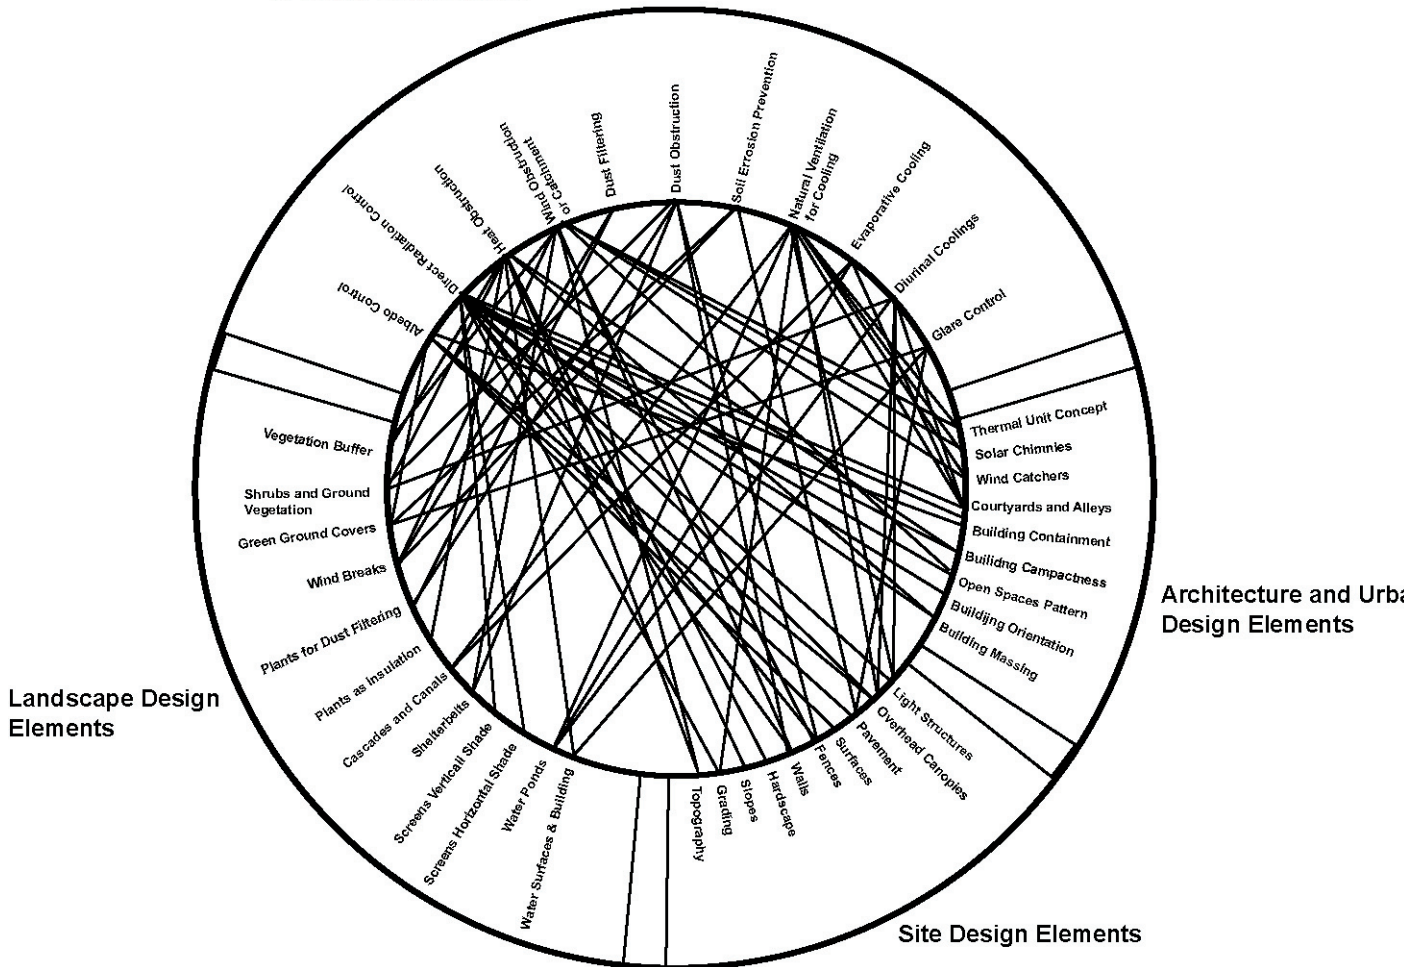 Albedo Control
Direct Radiation Control
Heat Obstruction
Wind Obstruction
or Catchment
Dust Filtering
Dust Obstruction
Soil Errosion Prevention
Natural Ventilation
for Cooling
Evaporative Cooling
Diurinal Coolings
Glare Control
Thermal Unit Concept
Solar Chimnies
Wind Catchers
Courtyards and Alleys
Building Containment
Builidng Campactness
Open Spaces Pattern
Buildijng Orientation
Building Massing
Architecture and Urba
Design Elements
Light Structures
Overhead Canopies
Pavement
Surfaces
Fences
Walls
Hardscape
Slopes
Grading
Topography
Site Design Elements
Vegetation Buffer
Shrubs and Ground
Vegetation
Green Ground Covers
Wind Breaks
Plants for Dust Filtering
Plants as Insulation
Cascades and Canals
Shelterbelts
Screens Verticall Shade
Screens Horizontal Shade
Water Ponds
Water Surfaces & Building
Landscape Design
Elements